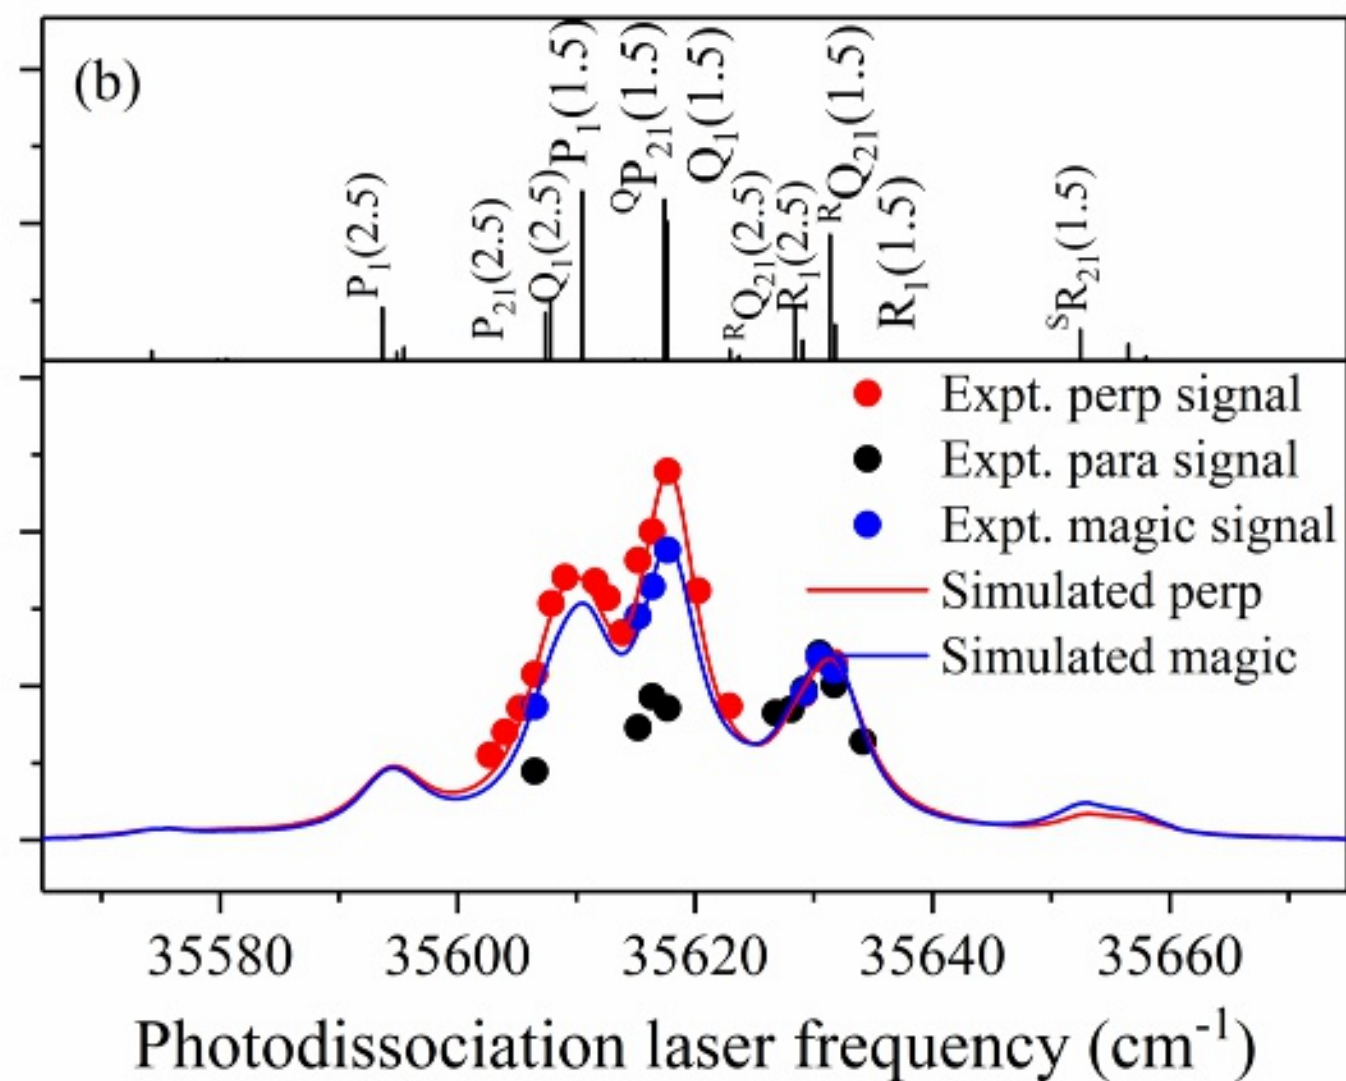 (b)
P1(2.5)
P21(2.5)
Q1(2.5)
P1(1.5)
QP21(1.5)
Q1(1.5)
RQ21(2.5)
R1(2.5)
RQ21(1.5)
R1(1.5)
SR21(1.5)
Expt. perp signal
Expt. para signal
Expt. magic signal
Simulated perp
Simulated magic
35580 35600 35620 35640 35660
Photodissociation laser frequency (cm-1)